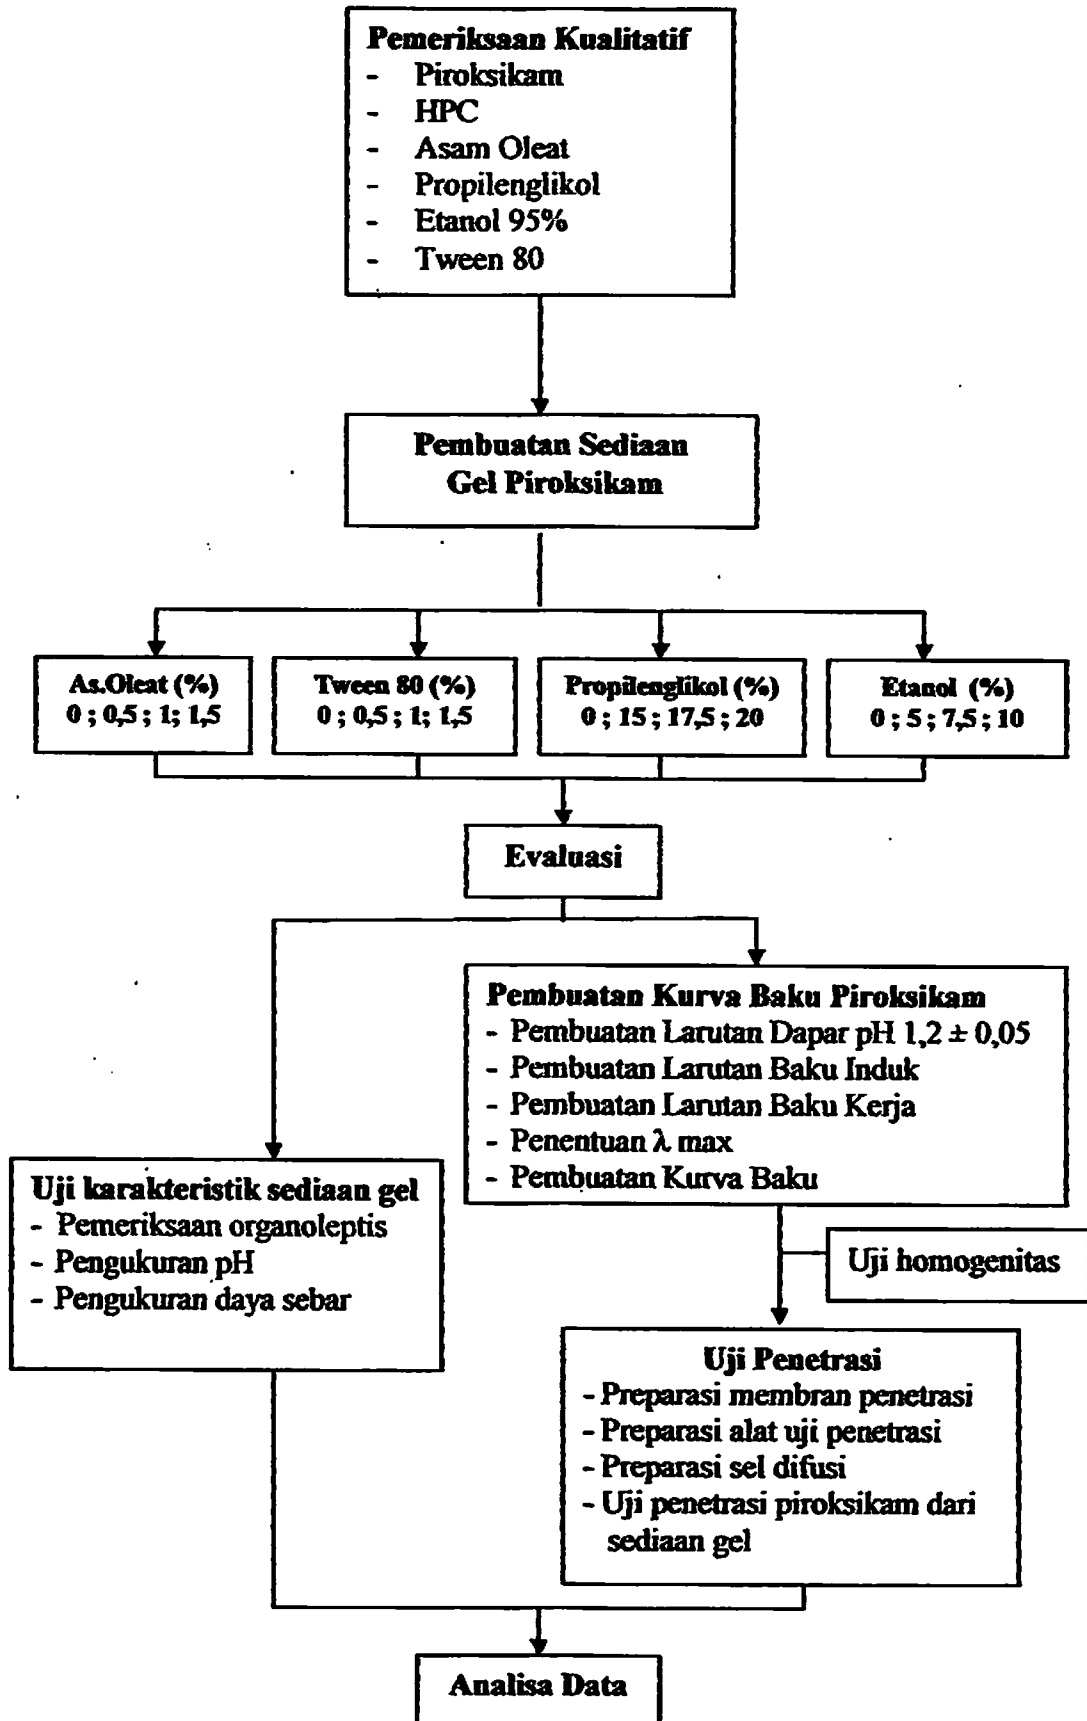 Pemeriksaan Kualitatif
- Piroksikam
- HPC
- Asam Oleat
- Propilenglikol
- Etanol 95%
- Tween 80
Pembuatan Sediaan
Gel Piroksikam
As.Oleat (%)
0 ; 0,5 ; 1; 1,5
Tween 80 (%)
0 ; 0,5 ; 1; 1,5
Propilenglikol (%)
0 ; 15 ; 17,5 ; 20
Etanol (%)
0 ; 5 ; 7,5 ; 10
Evaluasi
Pembuatan Kurva Baku Piroksikam
- Pembuatan Larutan Dapar pH 1,2 ± 0,05
- Pembuatan Larutan Baku Induk
- Pembuatan Larutan Baku Kerja
- Penentuan λ max
- Pembuatan Kurva Baku
Uji karakteristik sediaan gel
- Pemeriksaan organoleptis
- Pengukuran pH
- Pengukuran daya sebar
Uji homogenitas
Uji Penetrasi
- Preparasi membran penetrasi
- Preparasi alat uji penetrasi
- Preparasi sel difusi
- Uji penetrasi piroksikam dari
sediaan gel
Analisa Data